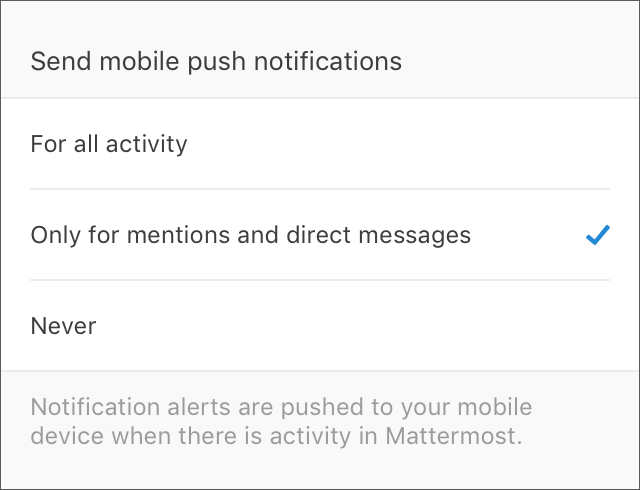 Send mobile push notifications
For all activity
Only for mentions and direct messages
Never
Notification alerts are pushed to your mobile
device when there is activity in Mattermost.